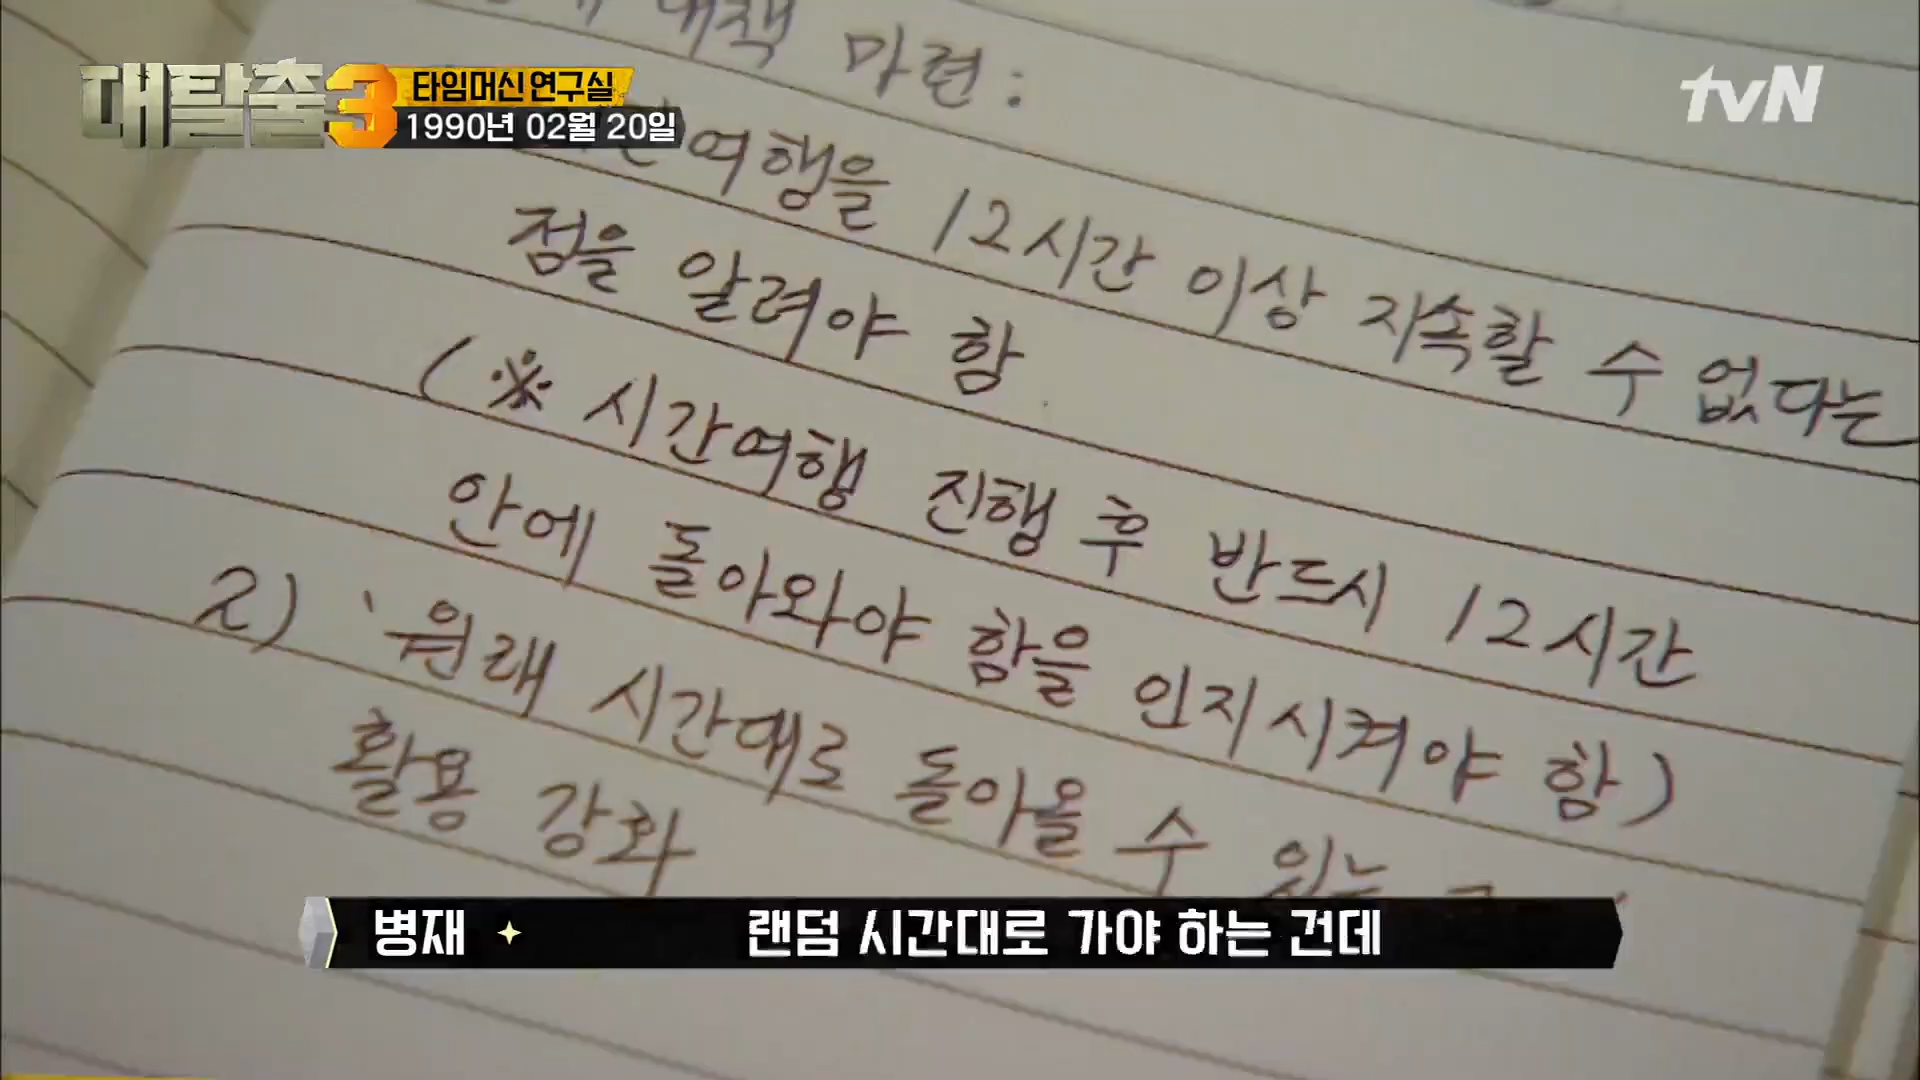 대탈출3
타임머신 연구실
1990년 02월 20일
tvN
대책 마련:
여행을 12시간 이상 지속할 수 없다는
점을 알려야 함
(※ 시간여행 진행 후 반드시 12시간
안에 돌아와야 함을 인지시켜야 함)
2) '원래 시간대로 돌아올 수 있는
활용 강화
병재 랜덤 시간대로 가야 하는 건데